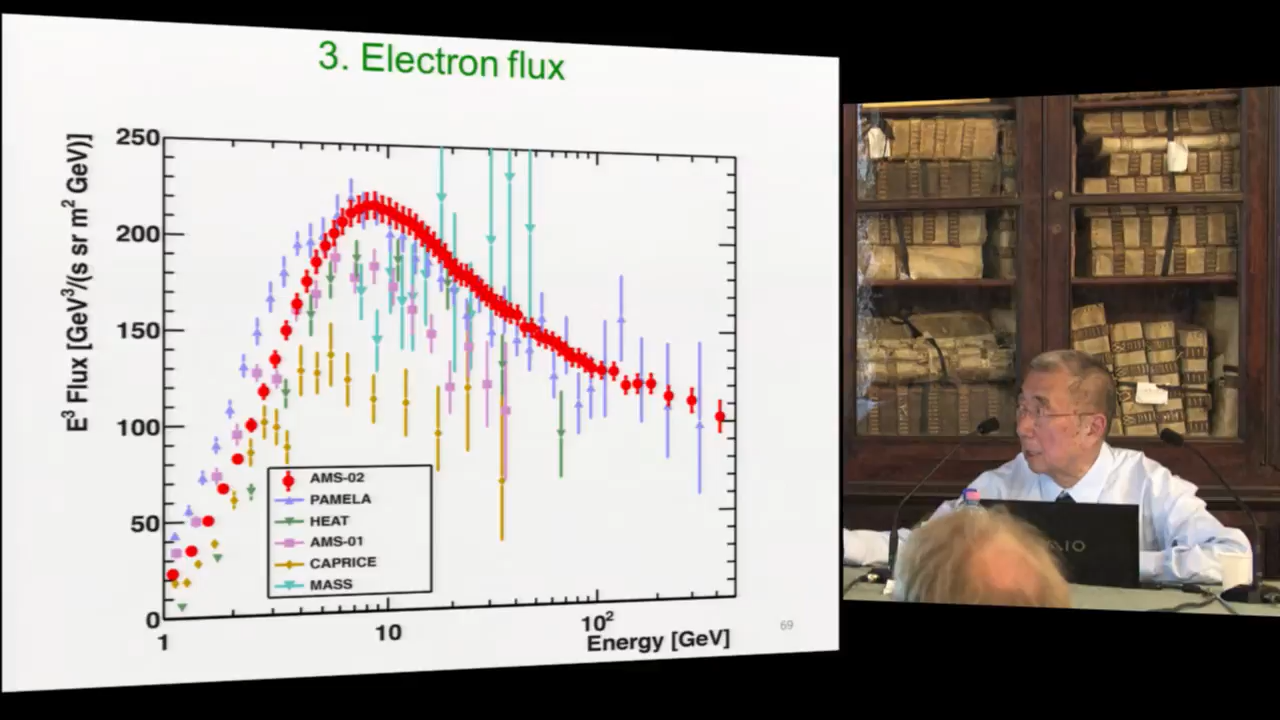 3. Electron flux
E³ Flux [GeV³/(s sr m² GeV)]
250
200
150
100
50
0
1
10
10²
Energy [GeV]
AMS-02
PAMELA
HEAT
AMS-01
CAPRICE
MASS
69